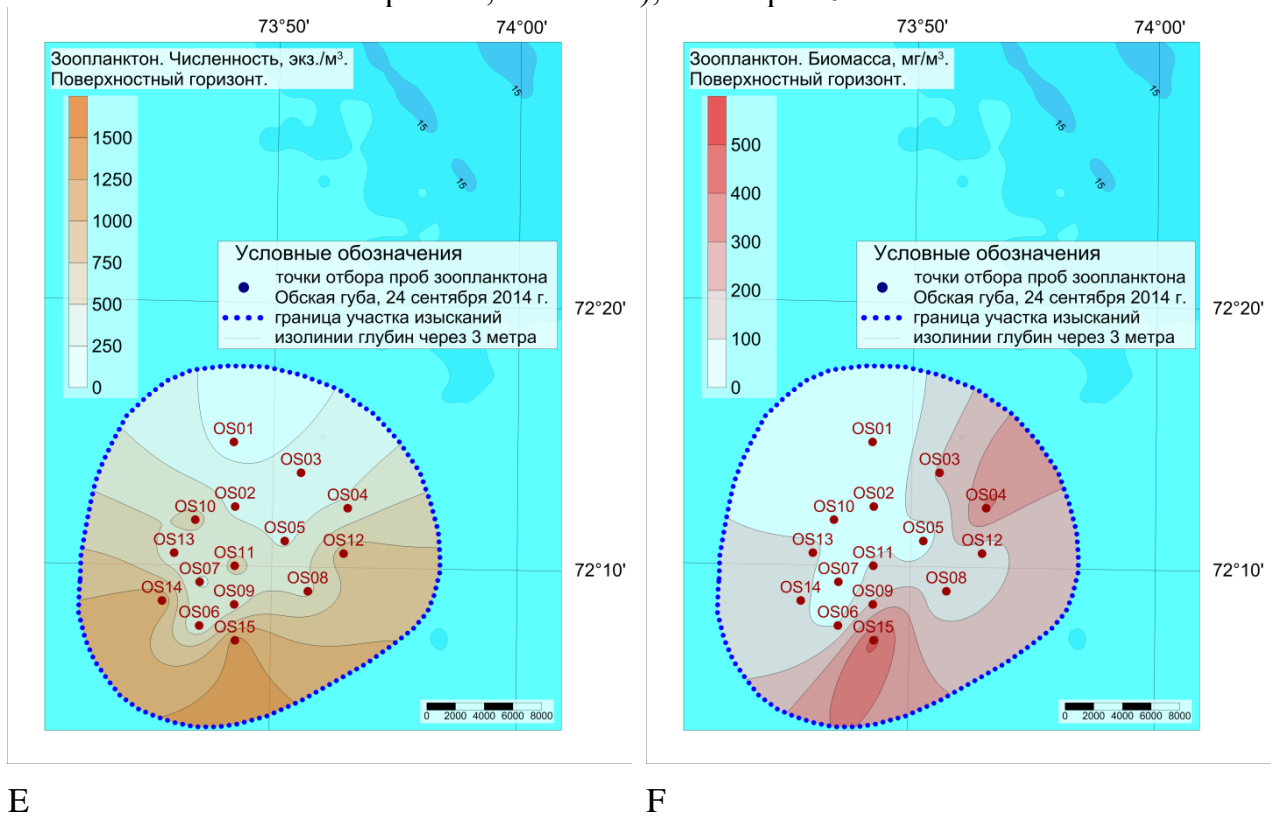 73°50'
74°00'
Зоопланктон. Численность, экз./м³.
Поверхностный горизонт.
1500
1250
1000
750
500
250
0
15
15
15
Условные обозначения
точки отбора проб зоопланктона
Обская губа, 24 сентября 2014 г.
граница участка изысканий
изолинии глубин через 3 метра
72°20'
72°10'
OS01
OS03
OS02
OS04
OS10
OS05
OS13
OS11
OS12
OS07
OS08
OS14
OS09
OS06
OS15
0 2000 4000 6000 8000
E
73°50'
74°00'
Зоопланктон. Биомасса, мг/м³.
Поверхностный горизонт.
500
400
300
200
100
0
15
15
15
Условные обозначения
точки отбора проб зоопланктона
Обская губа, 24 сентября 2014 г.
граница участка изысканий
изолинии глубин через 3 метра
72°20'
72°10'
OS01
OS03
OS02
OS04
OS10
OS05
OS13
OS11
OS12
OS07
OS08
OS14
OS09
OS06
OS15
0 2000 4000 6000 8000
F